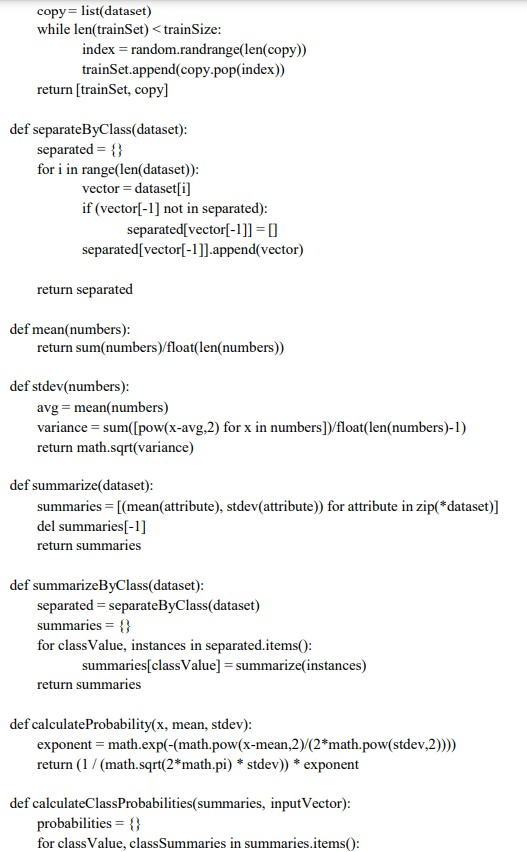 copy= list(dataset)
while len(trainSet) < trainSize:
index = random.randrange(len(copy))
trainSet.append(copy.pop(index))
return [trainSet, copy]
def separateByClass(dataset):
separated = {}
for i in range(len(dataset)):
vector = dataset[i]
if (vector[-1] not in separated):
separated[vector[-1]] = []
separated[vector[-1]].append(vector)
return separated
def mean(numbers):
return sum(numbers)/float(len(numbers))
def stdev(numbers):
avg = mean(numbers)
variance = sum([pow(x-avg,2) for x in numbers])/float(len(numbers)-1)
return math.sqrt(variance)
def summarize(dataset):
summaries = [(mean(attribute), stdev(attribute)) for attribute in zip(*dataset)]
del summaries[-1]
return summaries
def summarizeByClass(dataset):
separated = separateByClass(dataset)
summaries = {}
for classValue, instances in separated.items():
summaries[classValue] = summarize(instances)
return summaries
def calculateProbability(x, mean, stdev):
exponent = math.exp(-(math.pow(x-mean,2)/(2*math.pow(stdev,2))))
return (1 / (math.sqrt(2*math.pi) * stdev)) * exponent
def calculateClassProbabilities(summaries, inputVector):
probabilities = {}
for classValue, classSummaries in summaries.items():